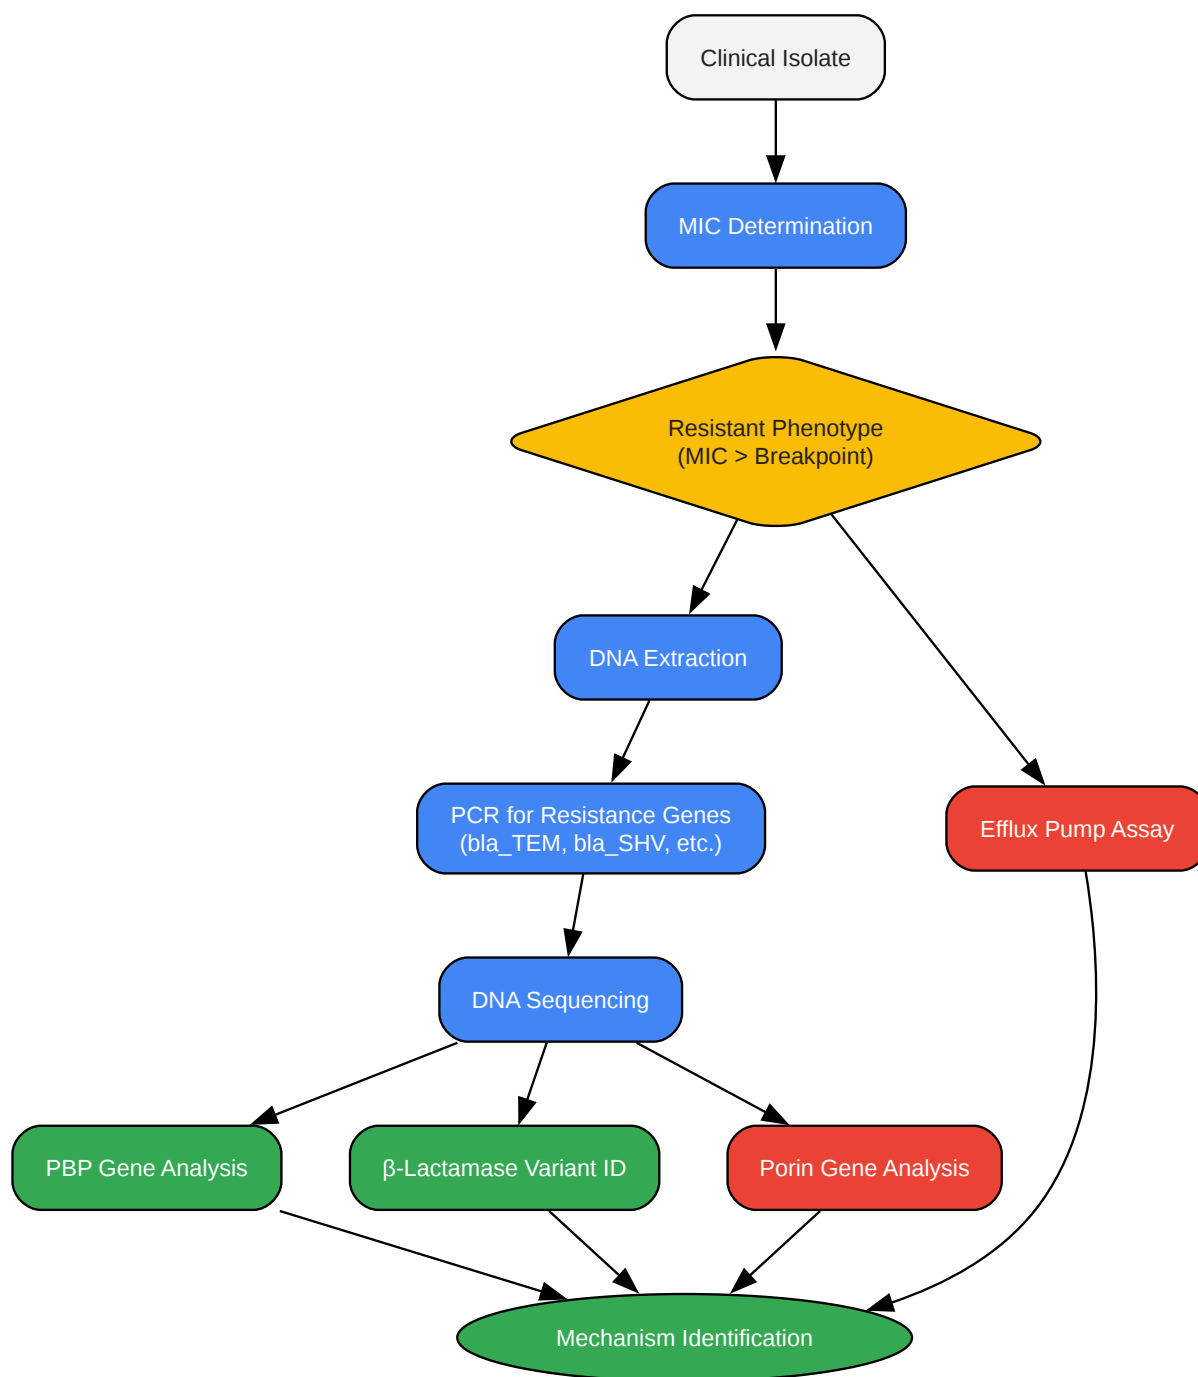 Clinical Isolate
MIC Determination
Resistant Phenotype
(MIC > Breakpoint)
DNA Extraction
PCR for Resistance Genes
(bla_TEM, bla_SHV, etc.)
Efflux Pump Assay
DNA Sequencing
PBP Gene Analysis
β-Lactamase Variant ID
Porin Gene Analysis
Mechanism Identification